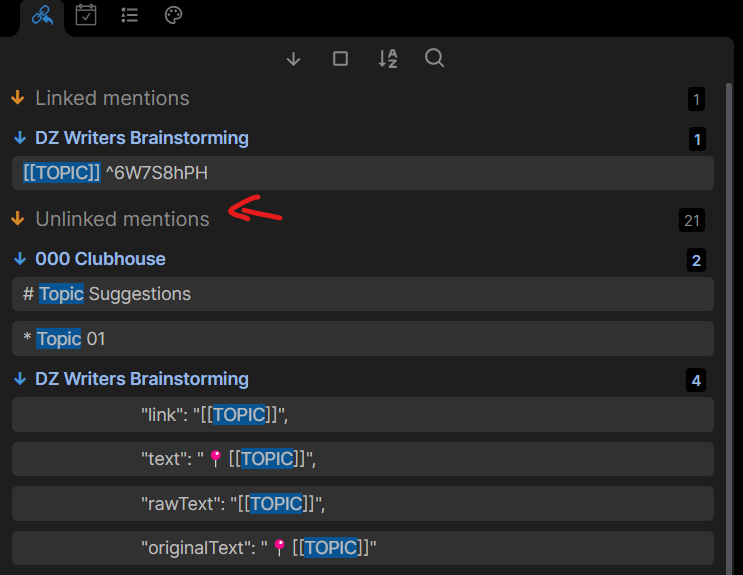 Linked mentions 1
DZ Writers Brainstorming 1
[[TOPIC]] ^6W7S8hPH
Unlinked mentions 21
000 Clubhouse 2
# Topic Suggestions
* Topic 01
DZ Writers Brainstorming 4
"link": "[[TOPIC]]",
"text": "📍[[TOPIC]]",
"rawText": "[[TOPIC]]",
"originalText": "📍[[TOPIC]]"